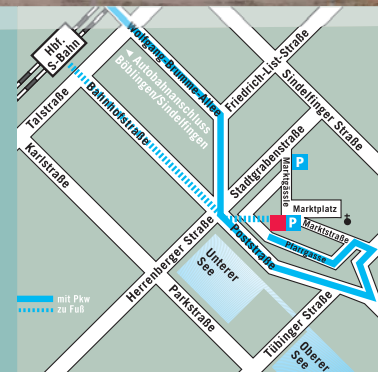 Hbf.
S-Bahn
Wolfgang-Brumme-Allee
Autobahnanschluss
Böblingen/Sindelfingen
Friedrich-List-Straße
Sindelfinger Straße
Talstraße
Bahnhofstraße
Karlstraße
Stadtgrabenstraße
Marktgässle
P
Marktplatz
P
Marktstraße
Pfarrgasse
Poststraße
Herrenberger Straße
Unterer
See
Parkstraße
Tübinger Straße
Oberer
See
mit Pkw
zu Fuß